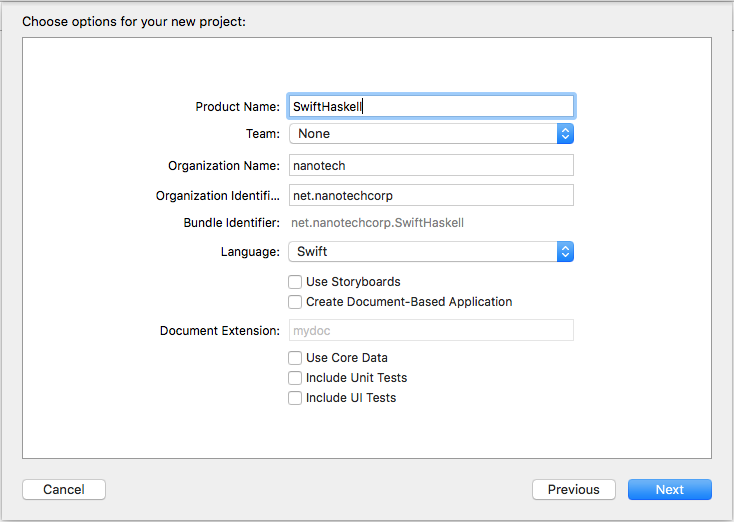 Choose options for your new project:
Product Name: SwiftHaskell
Team: None
Organization Name: nanotech
Organization Identifi... net.nanotechcorp
Bundle Identifier: net.nanotechcorp.SwiftHaskell
Language: Swift
Use Storyboards
Create Document-Based Application
Document Extension: mydoc
Use Core Data
Include Unit Tests
Include UI Tests
Cancel Previous Next